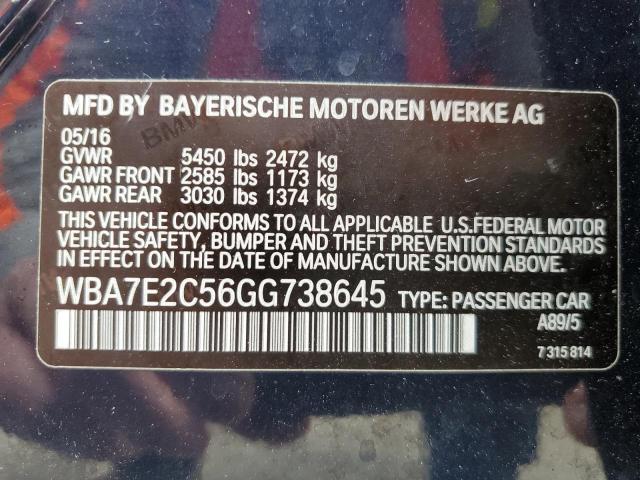 MFD BY BAYERISCHE MOTOREN WERKE AG
05/16
GVWR 5450 lbs 2472 kg
GAWR FRONT 2585 lbs 1173 kg
GAWR REAR 3030 lbs 1374 kg
THIS VEHICLE CONFORMS TO ALL APPLICABLE U.S.FEDERAL MOTOR
VEHICLE SAFETY, BUMPER AND THEFT PREVENTION STANDARDS
IN EFFECT ON THE DATE OF MANUFACTURE SHOWN ABOVE.
WBA7E2C56GG738645 TYPE: PASSENGER CAR
A89/5
7 315 814